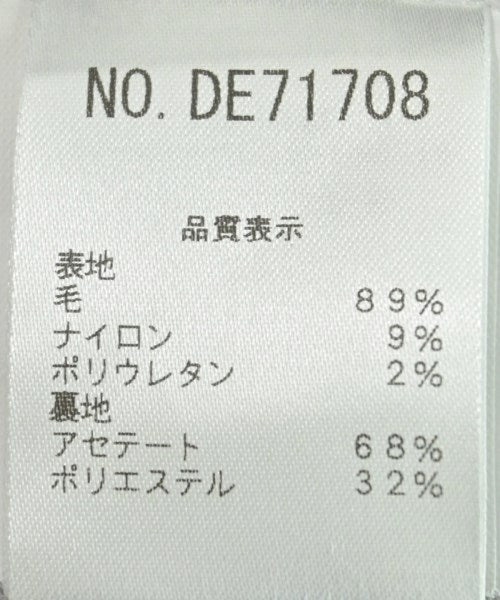 NO. DE71708
品質表示
表地
毛 89%
ナイロン 9%
ポリウレタン 2%
裏地
アセテート 68%
ポリエステル 32%